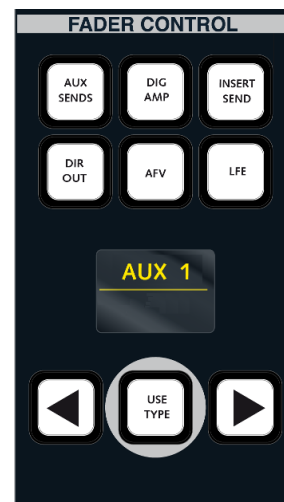 FADER CONTROL
AUX
SENDS
DIG
AMP
INSERT
SEND
DIR
OUT
AFV
LFE
AUX 1
USE
TYPE